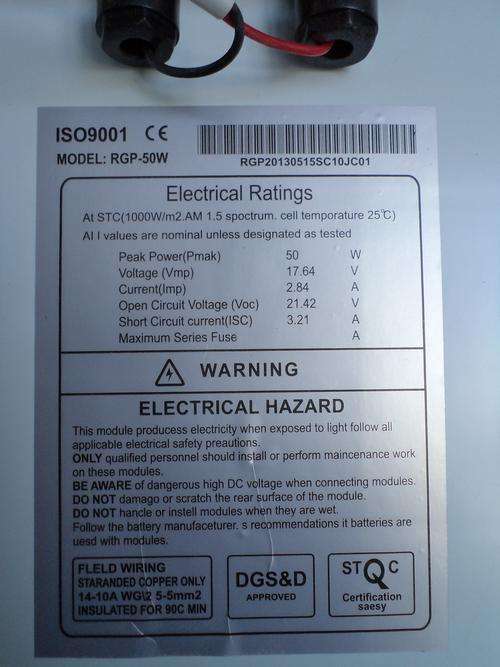 ISO9001 CE
MODEL: RGP-50W
RGP20130515SC10JC01
Electrical Ratings
At STC(1000W/m2.AM 1.5 spoctrum. cell temporature 25℃)
Al l values are nominal unless designated as tested
Peak Power(Pmak) 50 W
Voltage (Vmp) 17.64 V
Current(Imp) 2.84 A
Open Circuit Voltage (Voc) 21.42 V
Short Circuit current(ISC) 3.21 A
Maximum Series Fuse A
WARNING
ELECTRICAL HAZARD
This module producess electricity when exposed to light follow all
applicable electrical safety preautions.
ONLY qualified personnel should install or perform maincenance work
on these modules.
BE AWARE of dangerous high DC voltage when connecting modules.
DO NOT damago or scratch the rear surface of the module.
DO NOT handle or instell modules when they are wet.
Follow the battery manufaceturer. s recommendations it batteries are
uesd with modules.
FLELD WIRING
STARANDED COPPER ONLY
14-10A WG\2 5-5mm2
INSULATED FOR 90C MIN
DGS&D
APPROVED
STQC
Certification
saesy